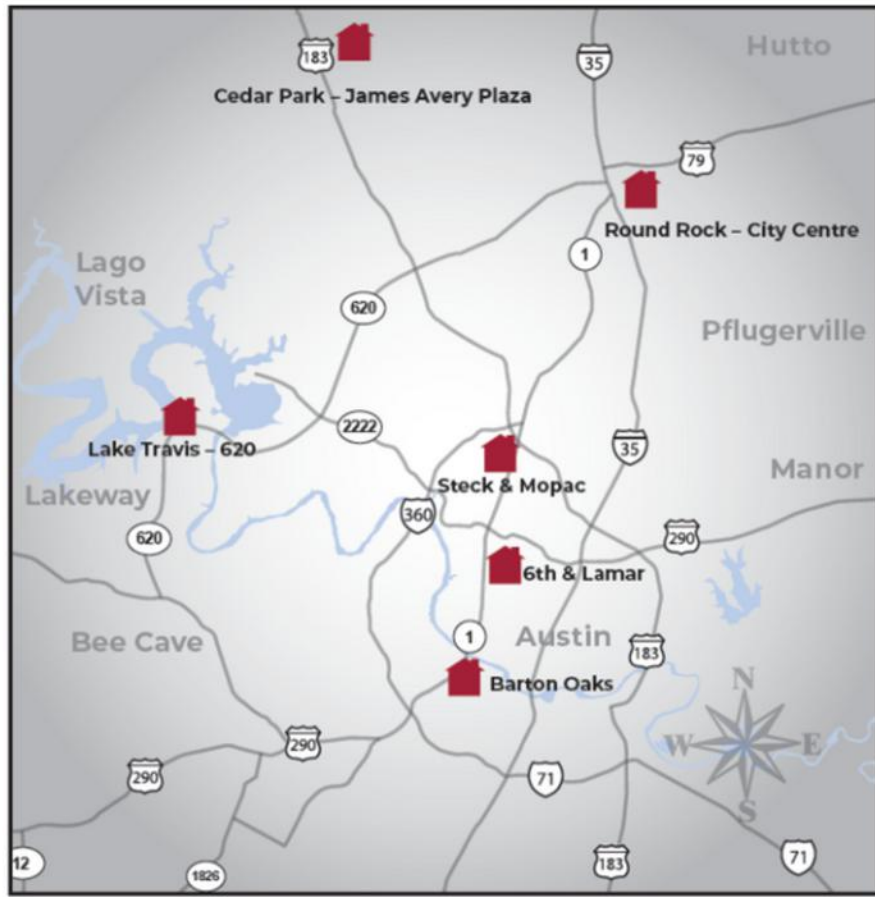 Hutto
183
35
Cedar Park – James Avery Plaza
79
Round Rock – City Centre
1
Lago
Vista
620
Pflugerville
2222
35
Lake Travis – 620
Steck & Mopac
Manor
Lakeway
360
620
290
6th & Lamar
1
Austin
Bee Cave
183
Barton Oaks
N
W
E
S
290
290
71
12
1826
183
71